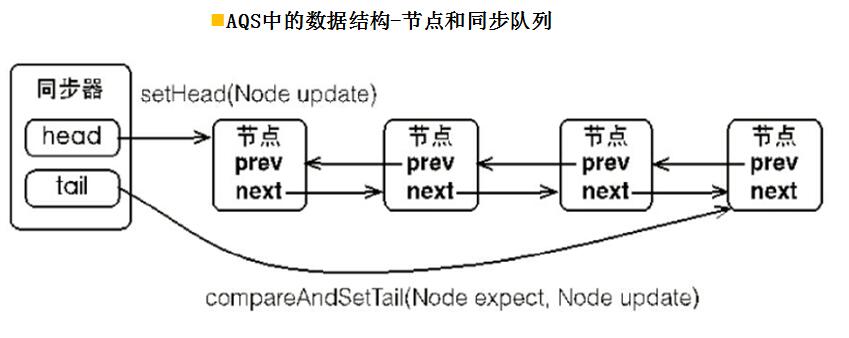 AQS中的数据结构-节点和同步队列
同步器
setHead(Node update)
head
tail
节点
prev
next
节点
prev
next
节点
prev
next
节点
prev
next
compareAndSetTail(Node expect, Node update)